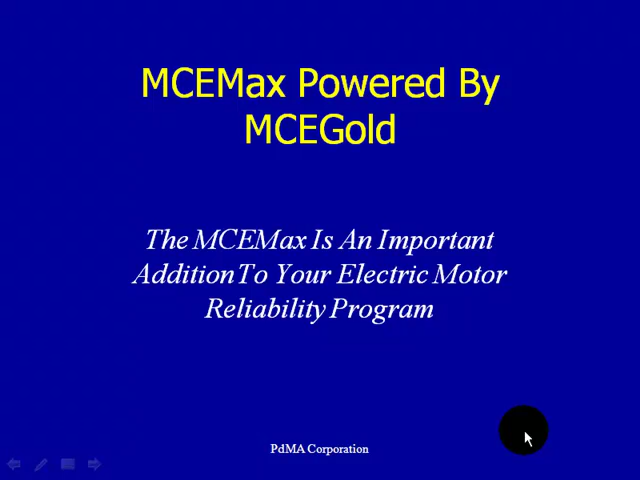 MCEMax Powered By
MCEGold
The MCEMax Is An Important
Addition To Your Electric Motor
Reliability Program
PdMA Corporation